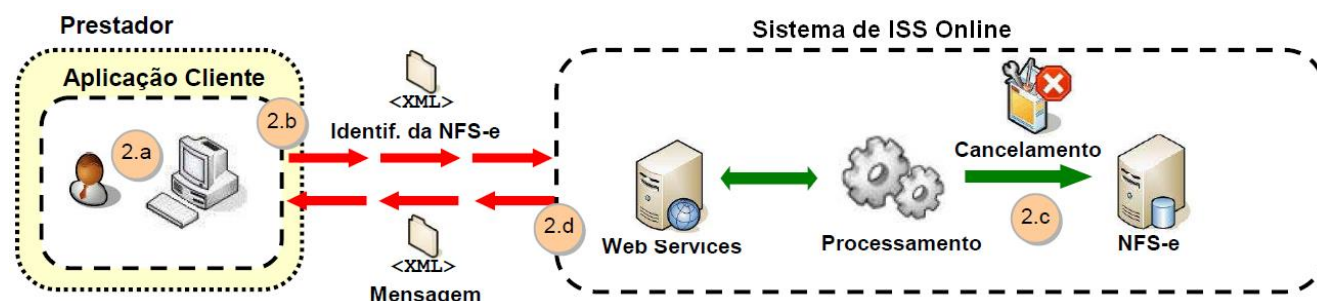 Prestador
Sistema de ISS Online
Aplicação Cliente
2.a
2.b
<XML>
Identif. da NFS-e
<XML>
Mensagem
2.d
Web Services
Processamento
Cancelamento
2.c
NFS-e